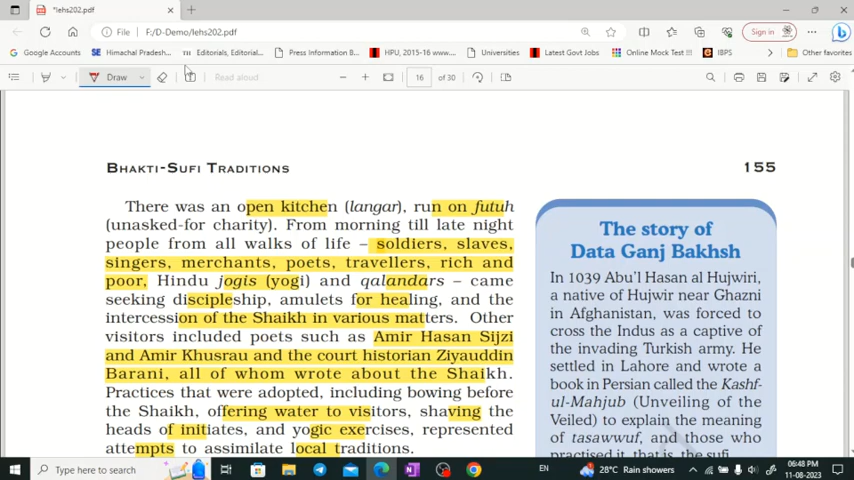 *lehs202.pdf
File
F:/D-Demo/lehs202.pdf
Sign in
Google Accounts
SE Himachal Pradesh...
TH Editorials, Editorial...
Press Information B...
HPU, 2015-16 www....
Universities
Latest Govt Jobs
Online Mock Test !!!
IBPS
Other favorites
Draw
Read aloud
16 of 30
BHAKTI-SUFI TRADITIONS
155
There was an open kitchen (langar), run on futuh
(unasked-for charity). From morning till late night
people from all walks of life – soldiers, slaves,
singers, merchants, poets, travellers, rich and
poor, Hindu jogis (yogi) and qalandars – came
seeking discipleship, amulets for healing, and the
intercession of the Shaikh in various matters. Other
visitors included poets such as Amir Hasan Sijzi
and Amir Khusrau and the court historian Ziyauddin
Barani, all of whom wrote about the Shaikh.
Practices that were adopted, including bowing before
the Shaikh, offering water to visitors, shaving the
heads of initiates, and yogic exercises, represented
attempts to assimilate local traditions.
The story of
Data Ganj Bakhsh
In 1039 Abu'l Hasan al Hujwiri,
a native of Hujwir near Ghazni
in Afghanistan, was forced to
cross the Indus as a captive of
the invading Turkish army. He
settled in Lahore and wrote a
book in Persian called the Kashf-
ul-Mahjub (Unveiling of the
Veiled) to explain the meaning
of tasawwuf, and those who
practised it, that is, the sufi.
Type here to search
EN
28°C Rain showers
06:48 PM
11-08-2023